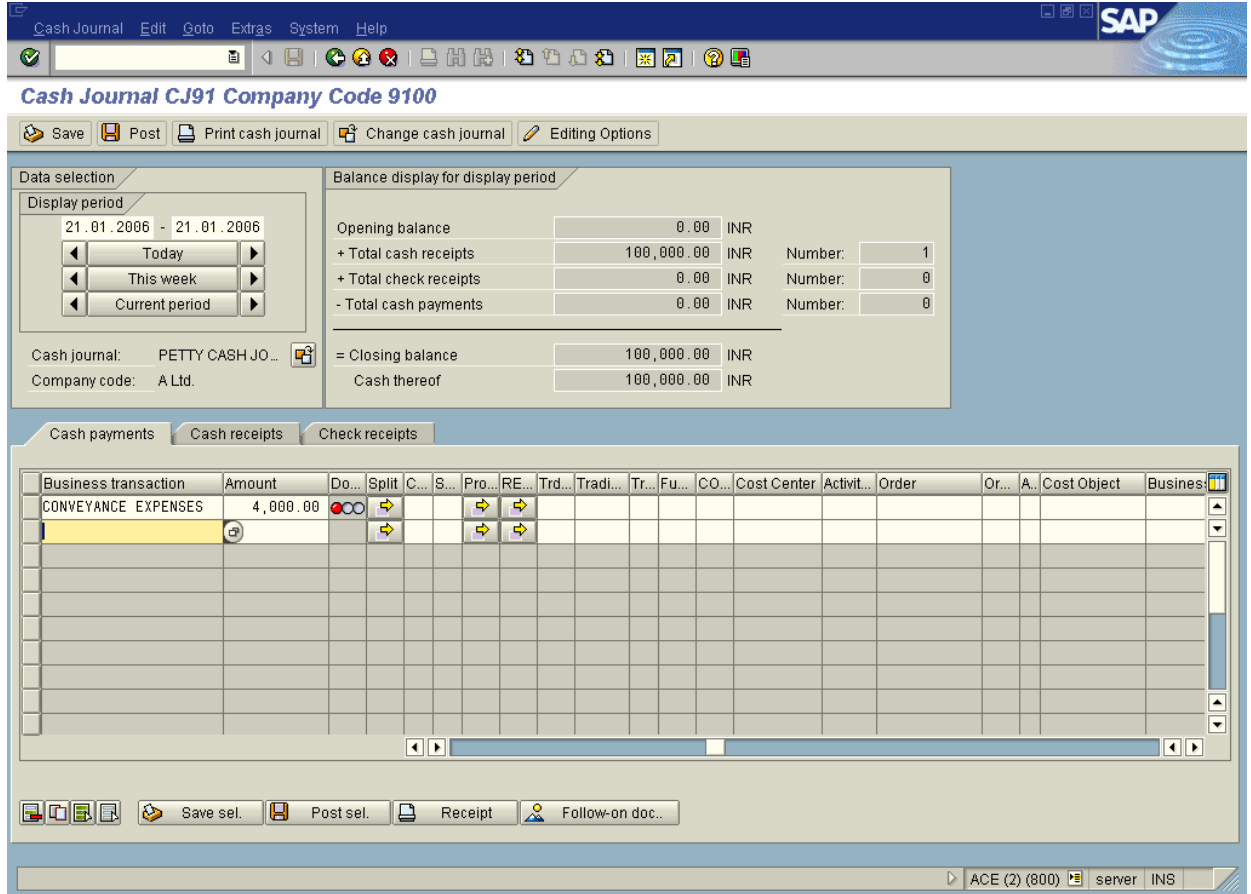 Cash Journal Edit Goto Extras System Help
SAP
Cash Journal CJ91 Company Code 9100
Save Post Print cash journal Change cash journal Editing Options
Data selection
Display period
21.01.2006 - 21.01.2006
Today
This week
Current period
Cash journal: PETTY CASH JO...
Company code: A Ltd.
Balance display for display period
Opening balance 0.00 INR
+ Total cash receipts 100,000.00 INR Number: 1
+ Total check receipts 0.00 INR Number: 0
- Total cash payments 0.00 INR Number: 0
= Closing balance 100,000.00 INR
Cash thereof 100,000.00 INR
Cash payments Cash receipts Check receipts
Business transaction Amount Do... Split C... S... Pro... RE... Trd... Tradi... Tr... Fu... CO... Cost Center Activit... Order Or... A.. Cost Object Busines
CONVEYANCE EXPENSES 4,000.00
Save sel. Post sel. Receipt Follow-on doc..
ACE (2) (800) server INS